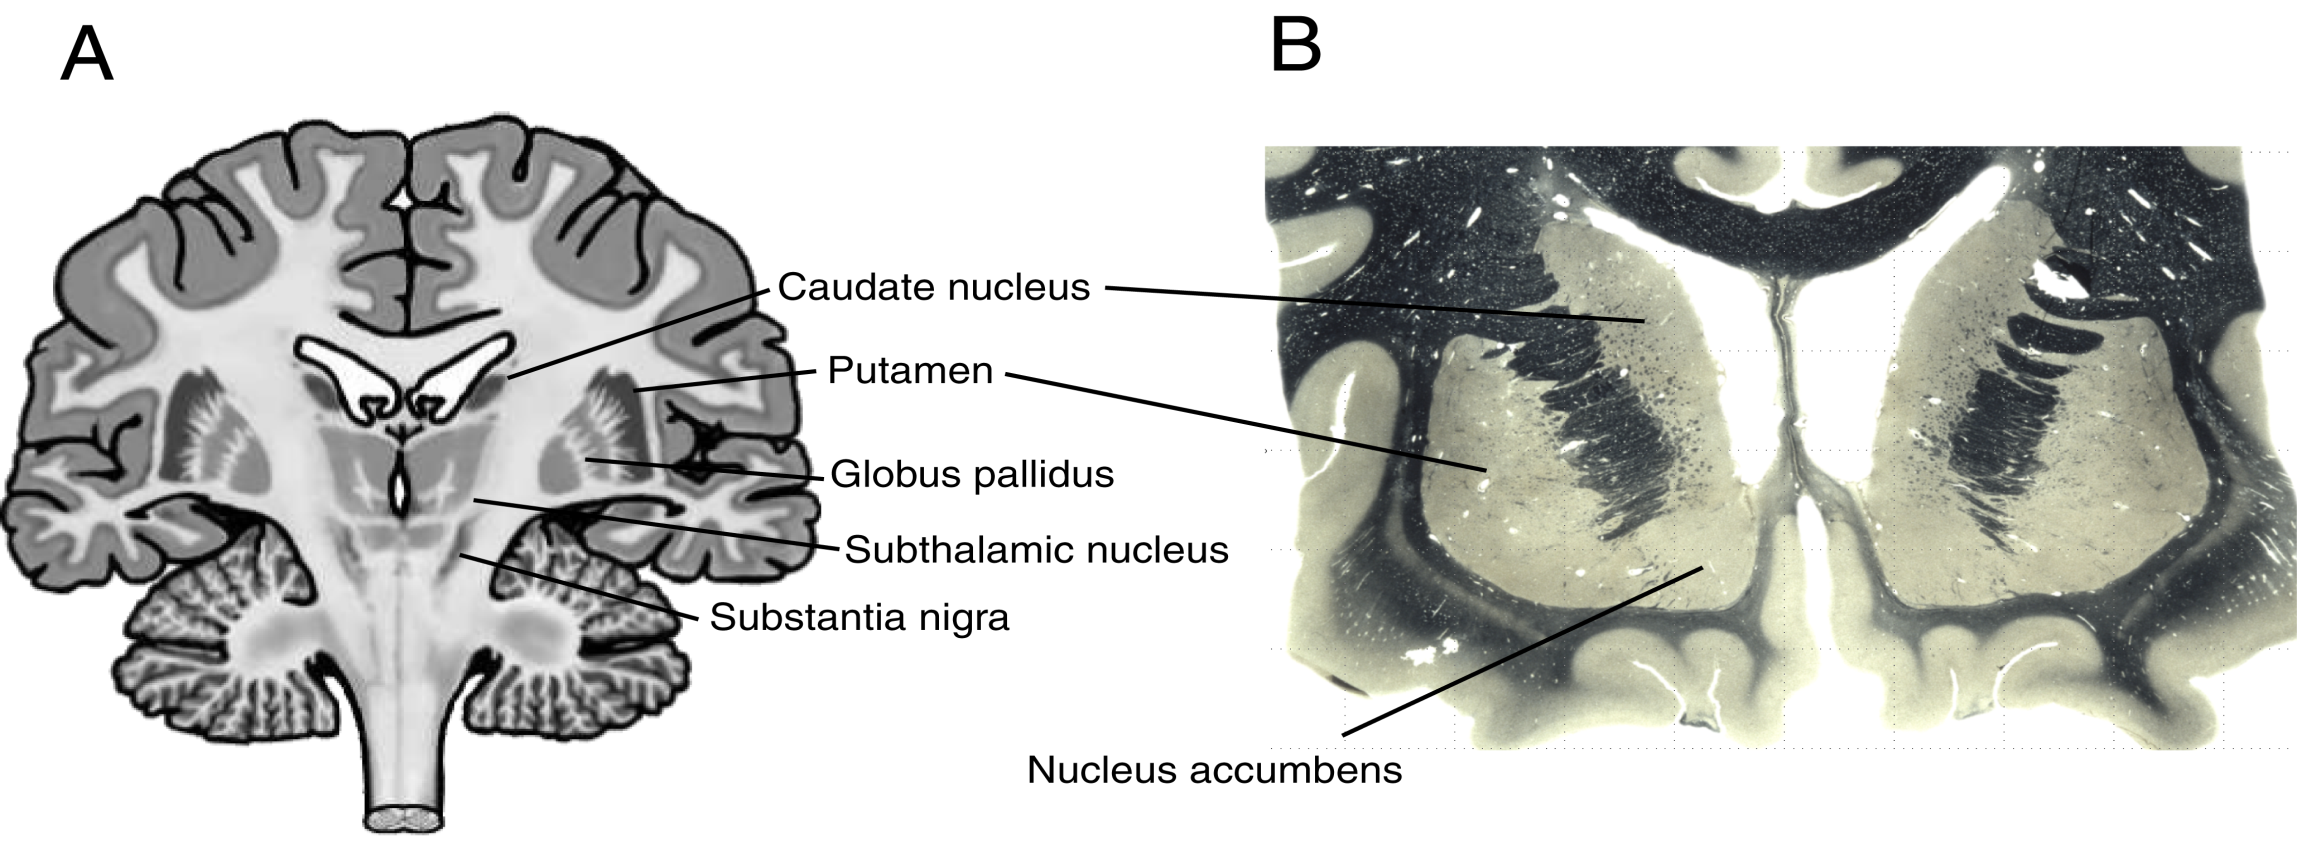 A
B
Caudate nucleus
Putamen
Globus pallidus
Subthalamic nucleus
Substantia nigra
Nucleus accumbens